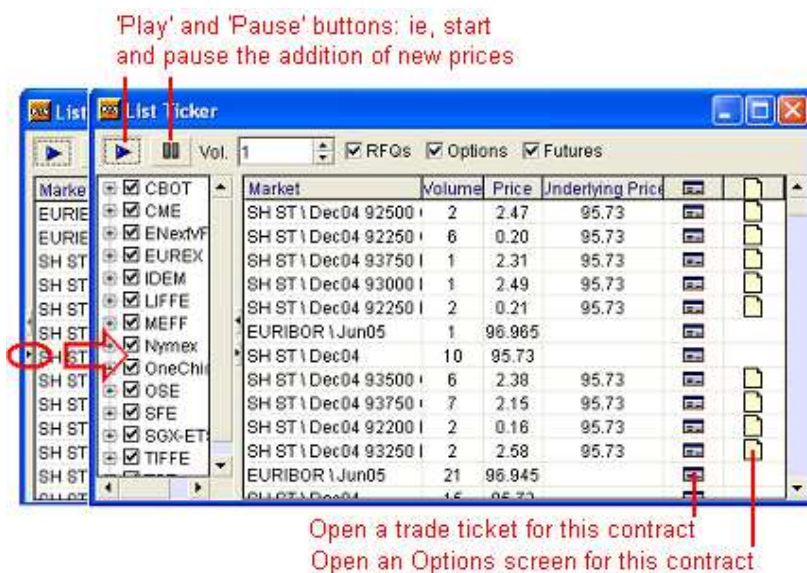 'Play' and 'Pause' buttons: ie, start
and pause the addition of new prices
List
List Ticker
Vol. 1 RFQs Options Futures
Marke
EURIE
EURIE
SH ST
SH ST
SH ST
SH ST
SH ST
SH ST
SH ST
SH ST
SH ST
SH ST
CBOT
CME
EUREX
IDEM
LIFFE
MEFF
Nymex
OneChi
OSE
SFE
SGX-ET
TIFFE
Market Volume Price Underlying Price
SH ST \ Dec04 92500 2 2.47 95.73
SH ST \ Dec04 92250 6 0.20 95.73
SH ST \ Dec04 93750 1 2.31 95.73
SH ST \ Dec04 93000 1 2.49 95.73
SH ST \ Dec04 92250 2 0.21 95.73
EURIBOR \ Jun05 1 96.965
SH ST \ Dec04 10 95.73
SH ST \ Dec04 93500 6 2.38 95.73
SH ST \ Dec04 93750 7 2.15 95.73
SH ST \ Dec04 92200 2 0.16 95.73
SH ST \ Dec04 93250 2 2.58 95.73
EURIBOR \ Jun05 21 96.945
Open a trade ticket for this contract
Open an Options screen for this contract